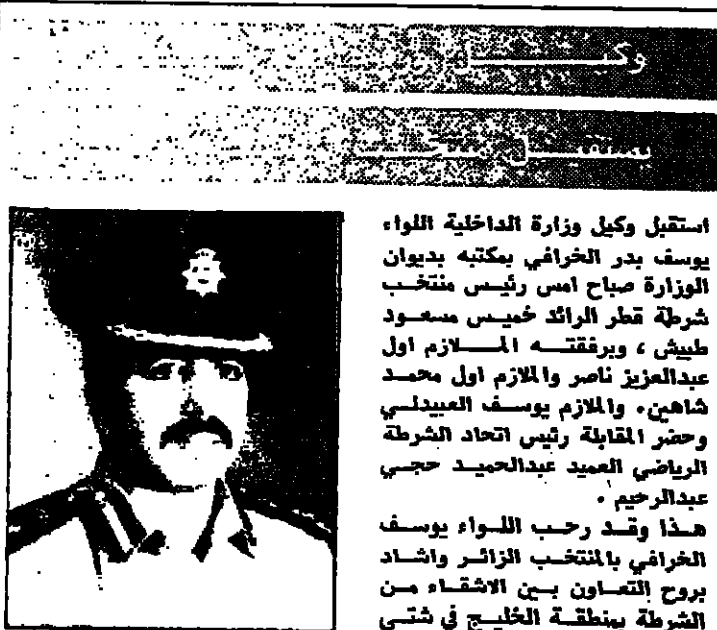 وكيـــــــــل
استقبل وكيل وزارة الداخلية اللواء
يوسف بدر الخرافي بمكتبه بديوان
الوزارة صباح امس رئيس منتخب
شرطة قطر الرائد خميس مسعود
طبيش ، وبرفقته الملازم اول
عبدالعزيز ناصر والملازم اول محمد
شاهين، والملازم يوسف العبيدلي
وحضر المقابلة رئيس اتحاد الشرطة
الرياضي العميد عبدالحميد حجي
عبدالرحيم .
هذا وقد رحب اللواء يوسف
الخرافي بالمنتخب الزائر واشاد
بروح التعاون بين الاشقاء من
الشرطة بمنطقة الخليج في شتى